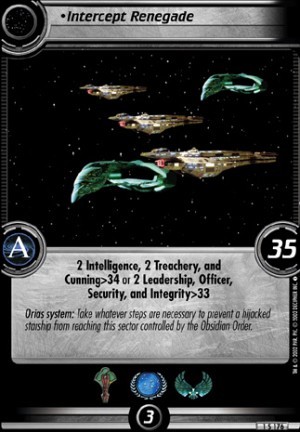 •Intercept Renegade
A
35
2 Intelligence, 2 Treachery, and
Cunning>34 or 2 Leadership, Officer,
Security, and Integrity>33
Orias system: Take whatever steps are necessary to prevent a hijacked
starship from reaching this sector controlled by the Obsidian Order.
3